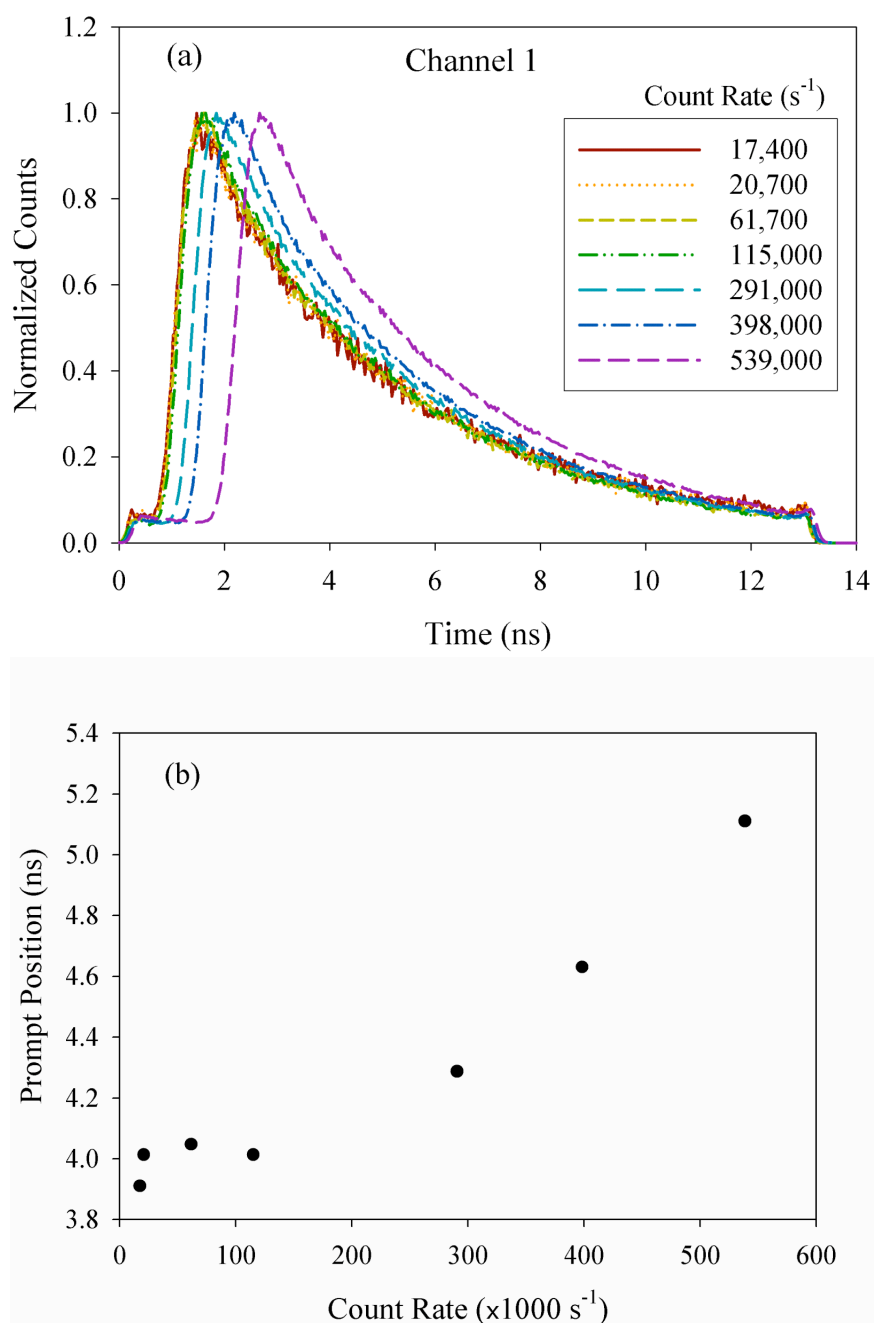 1.2
(a)
Channel 1
Count Rate (s⁻¹)
1.0
17,400
20,700
0.8
61,700
115,000
0.6
291,000
398,000
539,000
0.4
0.2
0.0
Normalized Counts
0 2 4 6 8 10 12 14
Time (ns)
5.4
(b)
5.2
5.0
4.8
4.6
4.4
4.2
4.0
3.8
Prompt Position (ns)
0 100 200 300 400 500 600
Count Rate (×1000 s⁻¹)